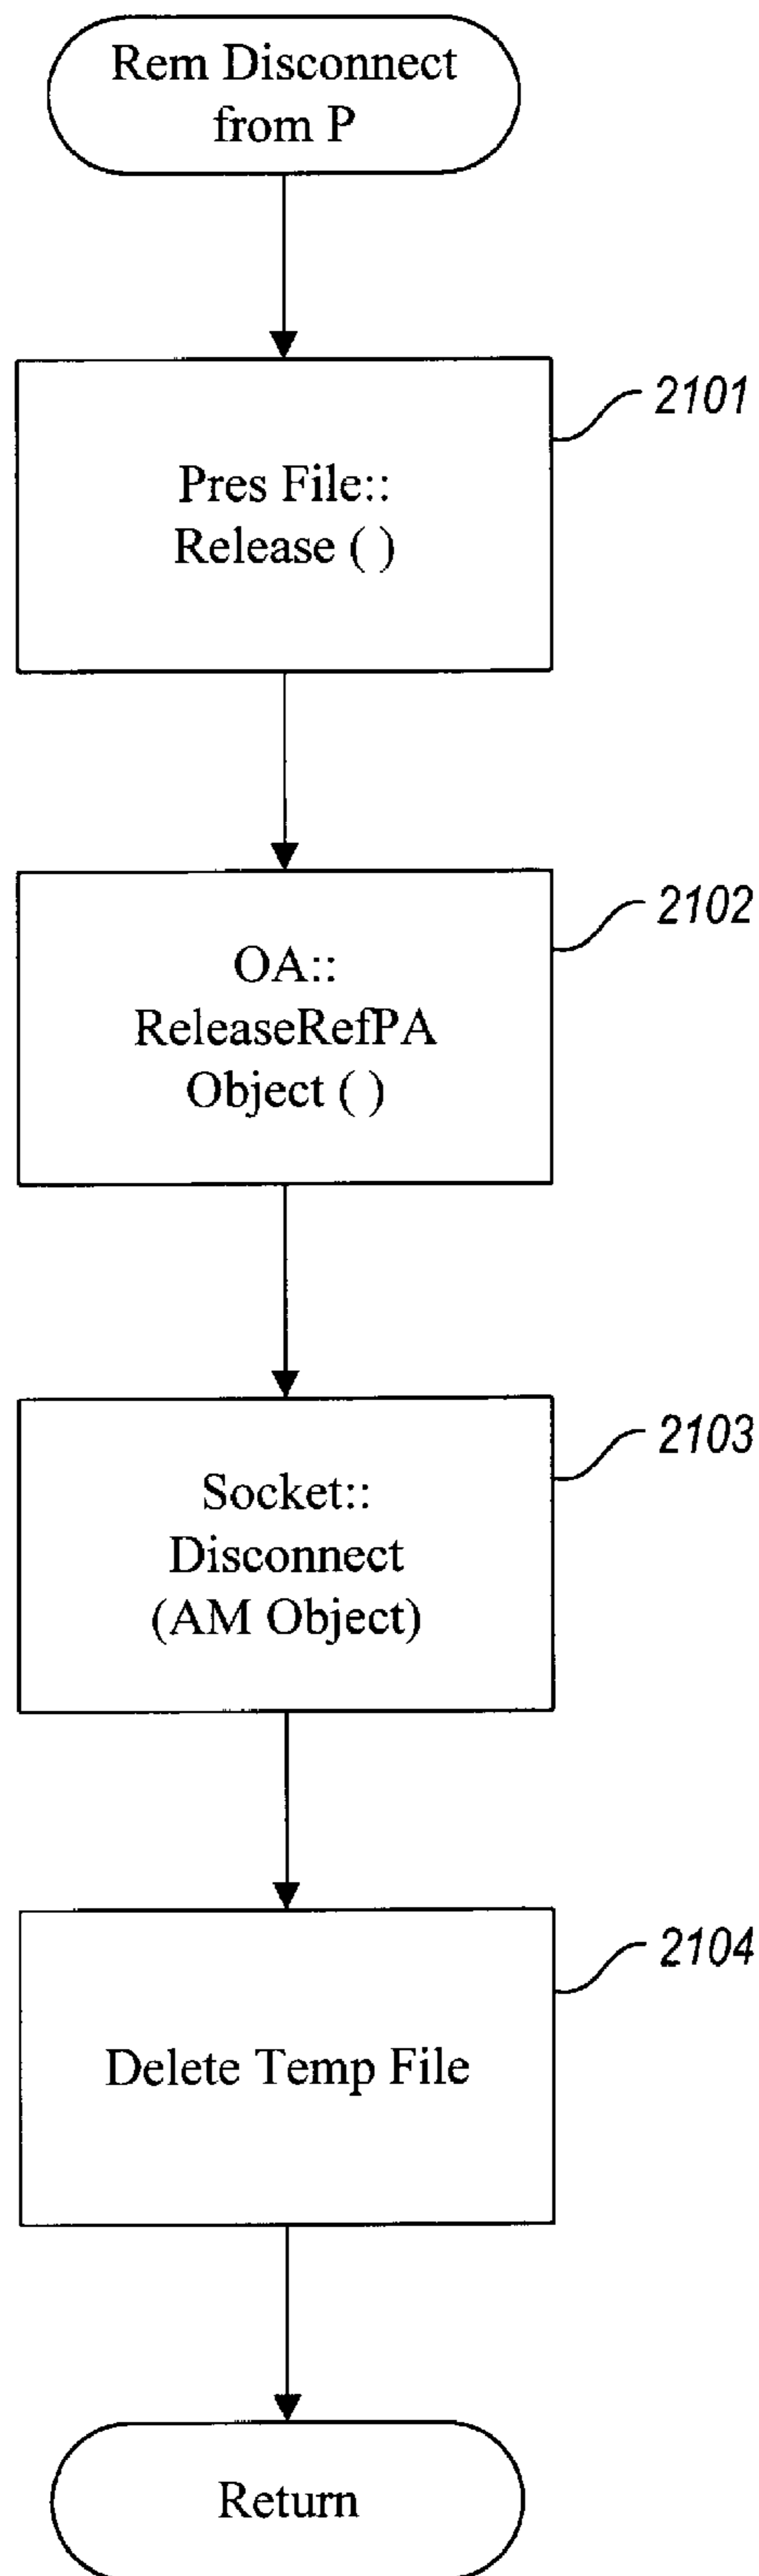 Rem Disconnect
from P
2101
Pres File::
Release ( )
2102
OA::
ReleaseRefPA
Object ( )
2103
Socket::
Disconnect
(AM Object)
2104
Delete Temp File
Return